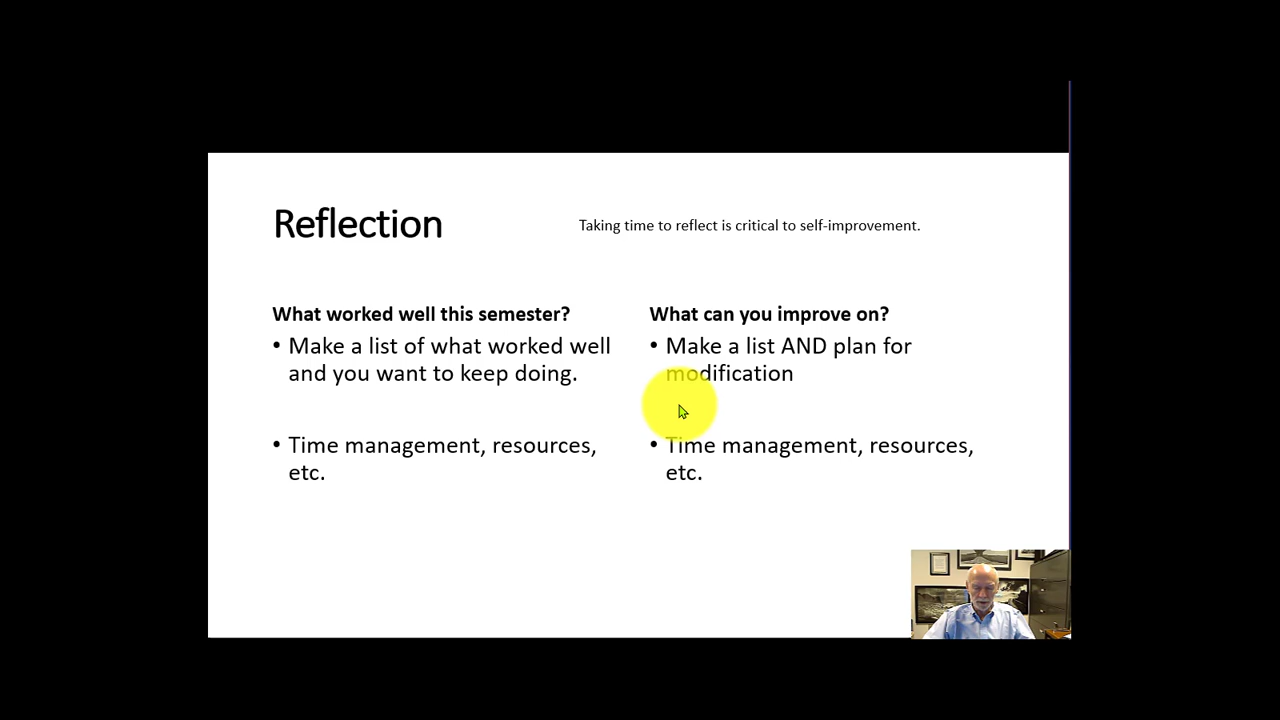 Reflection
Taking time to reflect is critical to self-improvement.
What worked well this semester?
• Make a list of what worked well
and you want to keep doing.
• Time management, resources,
etc.
What can you improve on?
• Make a list AND plan for
modification
• Time management, resources,
etc.